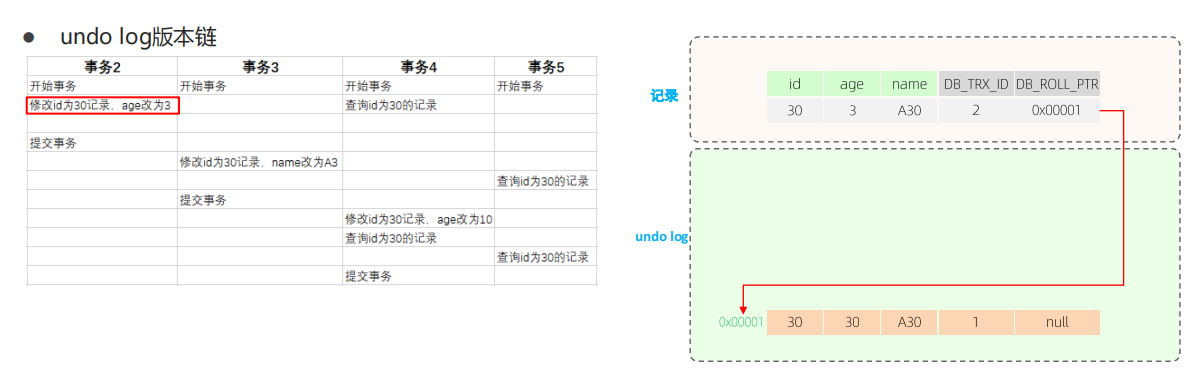 ● undo log版本链
事务2 事务3 事务4 事务5
开始事务 开始事务 开始事务 开始事务
修改id为30记录、age改为3 查询id为30的记录
提交事务
修改id为30记录、name改为A3
查询id为30的记录
提交事务
修改id为30记录、age改为10
查询id为30的记录
查询id为30的记录
提交事务
记录
id age name DB_TRX_ID DB_ROLL_PTR
30 3 A30 2 0x00001
undo log
0x00001 30 30 A30 1 null